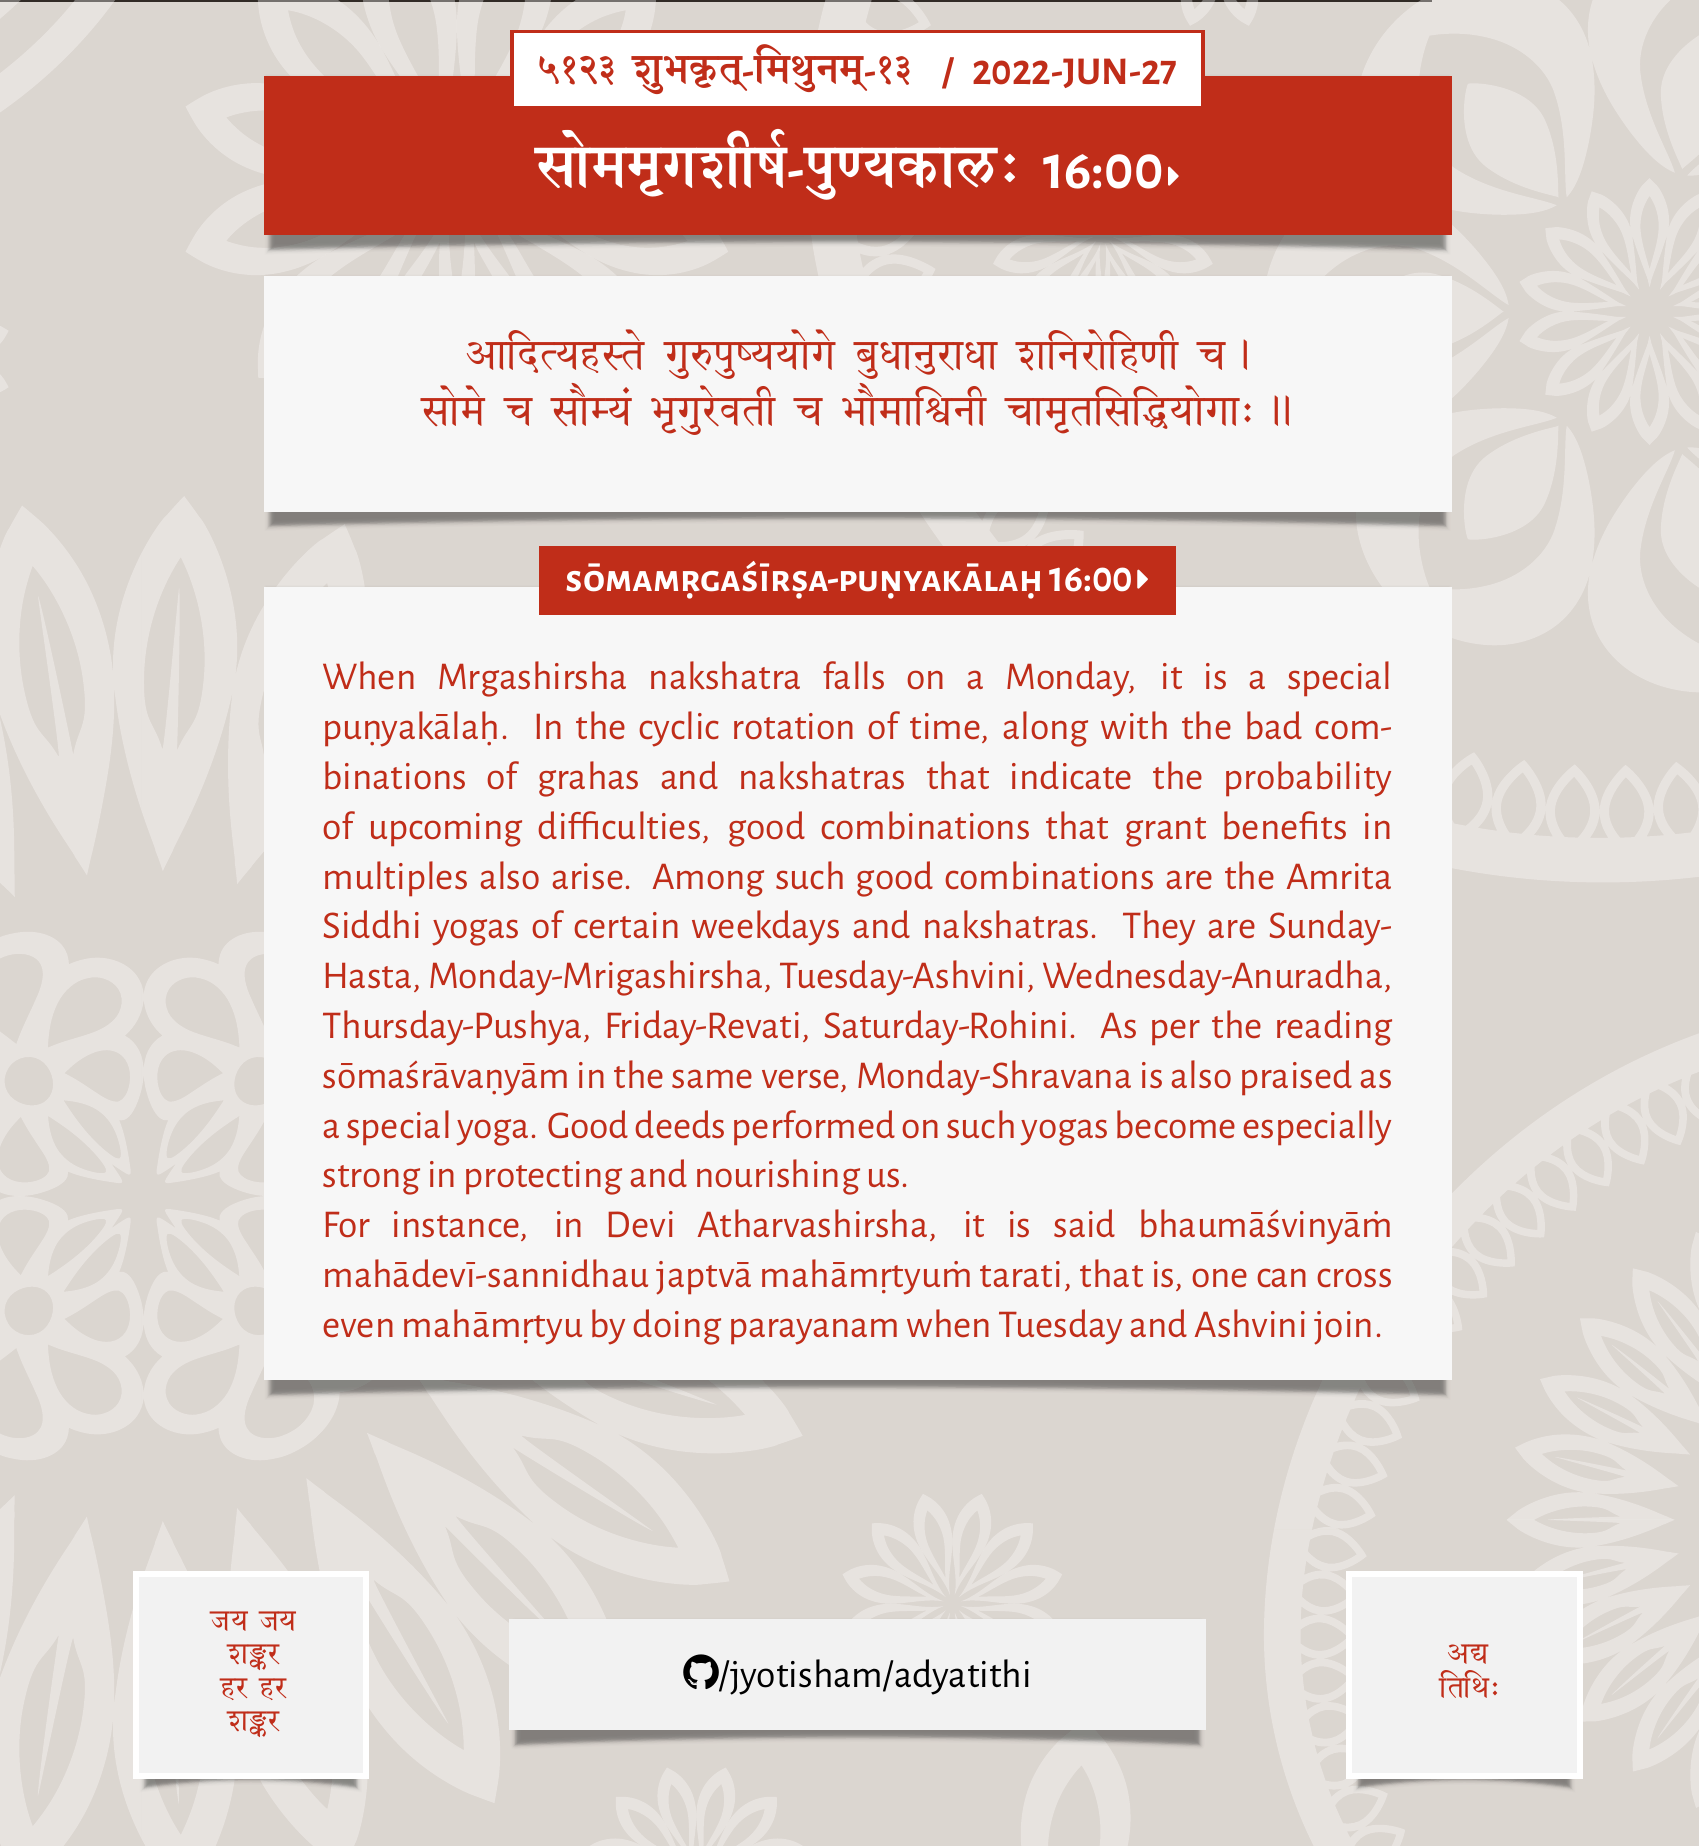 ५१२३ शुभकृत्-मिथुनम्-१३ / 2022-JUN-27
सोममृगशीर्ष-पुण्यकालः 16:00▸
आदित्यहस्ते गुरुपुष्ययोगे बुधानुराधा शनिरोहिणी च।
सोमे च सौम्यं भृगुरेवती च भौमाश्विनी चामृतसिद्धियोगाः॥
SŌMAMṚGAŚĪRṢA-PUṆYAKĀLAḤ 16:00▸
When Mrgashirsha nakshatra falls on a Monday, it is a special
puṇyakālaḥ. In the cyclic rotation of time, along with the bad com-
binations of grahas and nakshatras that indicate the probability
of upcoming difficulties, good combinations that grant benefits in
multiples also arise. Among such good combinations are the Amrita
Siddhi yogas of certain weekdays and nakshatras. They are Sunday-
Hasta, Monday-Mrigashirsha, Tuesday-Ashvini, Wednesday-Anuradha,
Thursday-Pushya, Friday-Revati, Saturday-Rohini. As per the reading
sōmaśrāvaṇyām in the same verse, Monday-Shravana is also praised as
a special yoga. Good deeds performed on such yogas become especially
strong in protecting and nourishing us.
For instance, in Devi Atharvashirsha, it is said bhaumāśvinyāṁ
mahādevī-sannidhau japtvā mahāmṛtyuṁ tarati, that is, one can cross
even mahāmṛtyu by doing parayanam when Tuesday and Ashvini join.
जय जय
शङ्कर
हर हर
शङ्कर
/jyotisham/adyatithi
अद्य
तिथिः